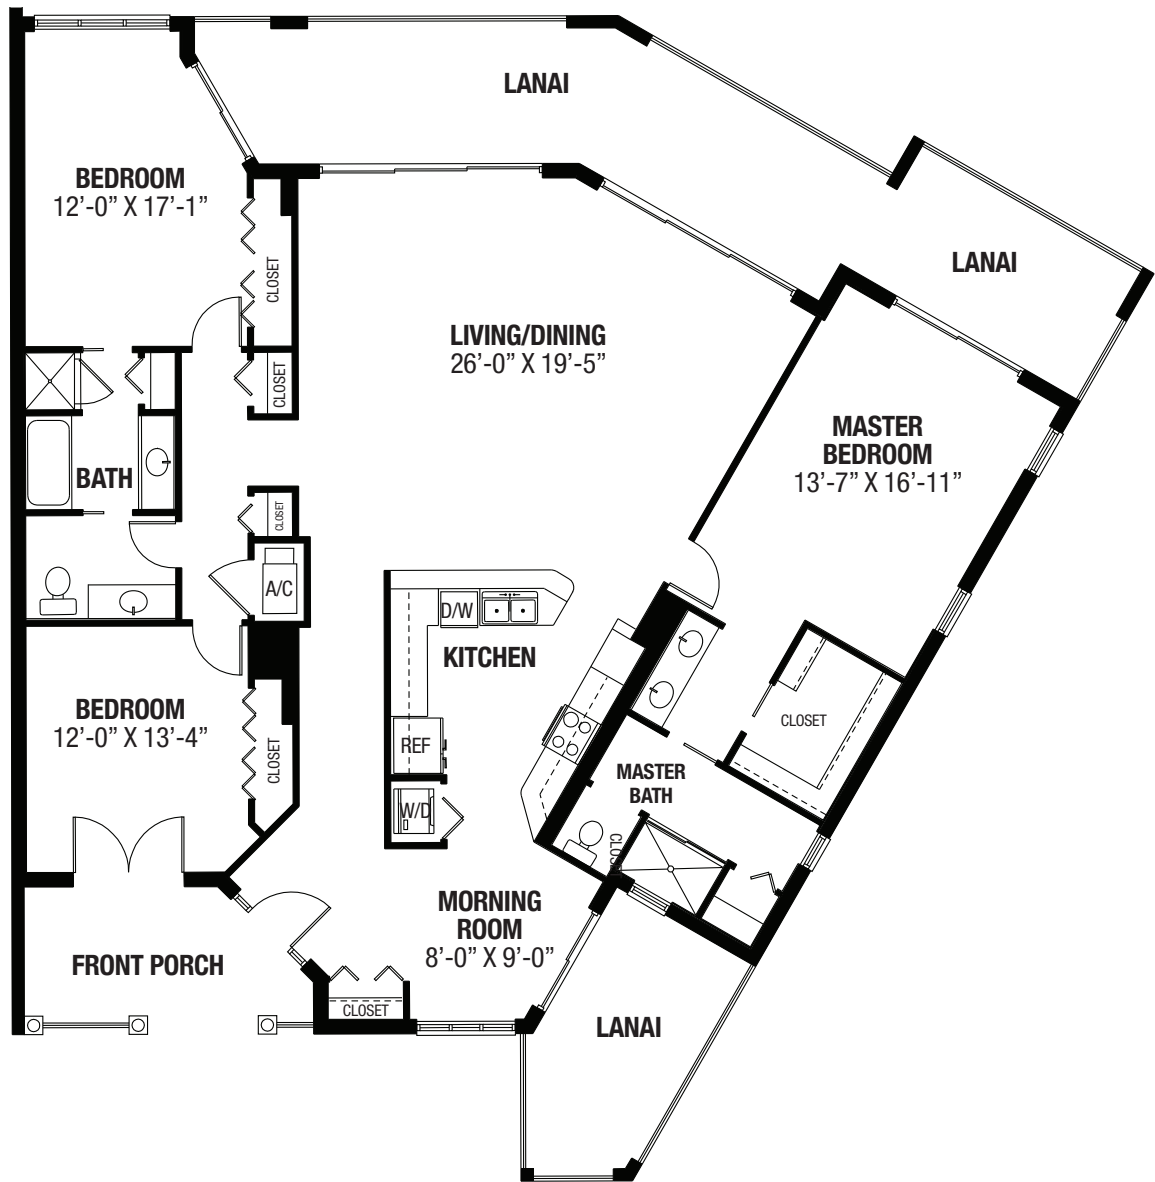 LANAI
BEDROOM
12’-0” X 17’-1”
CLOSET
LANAI
LIVING/DINING
26’-0” X 19’-5”
CLOSET
MASTER
BEDROOM
13’-7” X 16’-11”
BATH
CLOSET
A/C
D/W
KITCHEN
BEDROOM
12’-0” X 13’-4”
CLOSET
REF
CLOSET
MASTER
BATH
W/D
CLOSET
MORNING
ROOM
8’-0” X 9’-0”
FRONT PORCH
CLOSET
LANAI